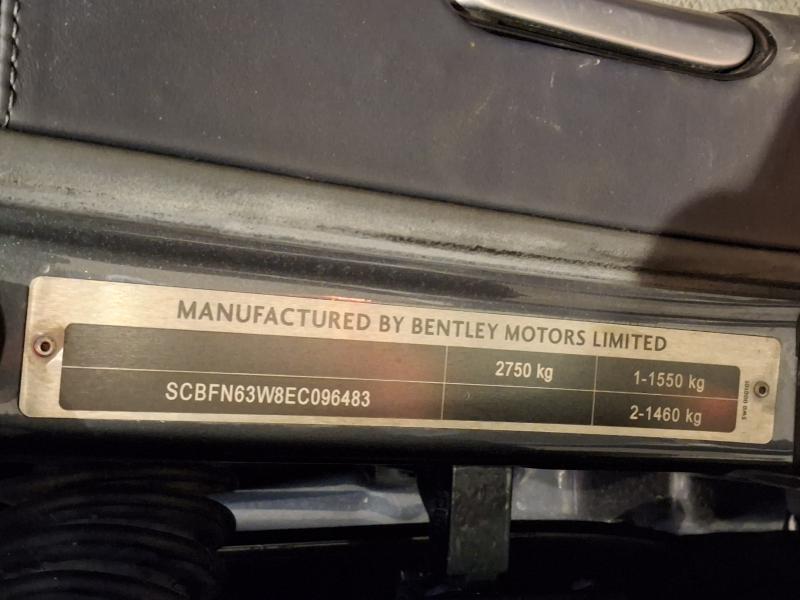 MANUFACTURED BY BENTLEY MOTORS LIMITED
2750 kg
1-1550 kg
SCBFN63W8EC096483
2-1460 kg